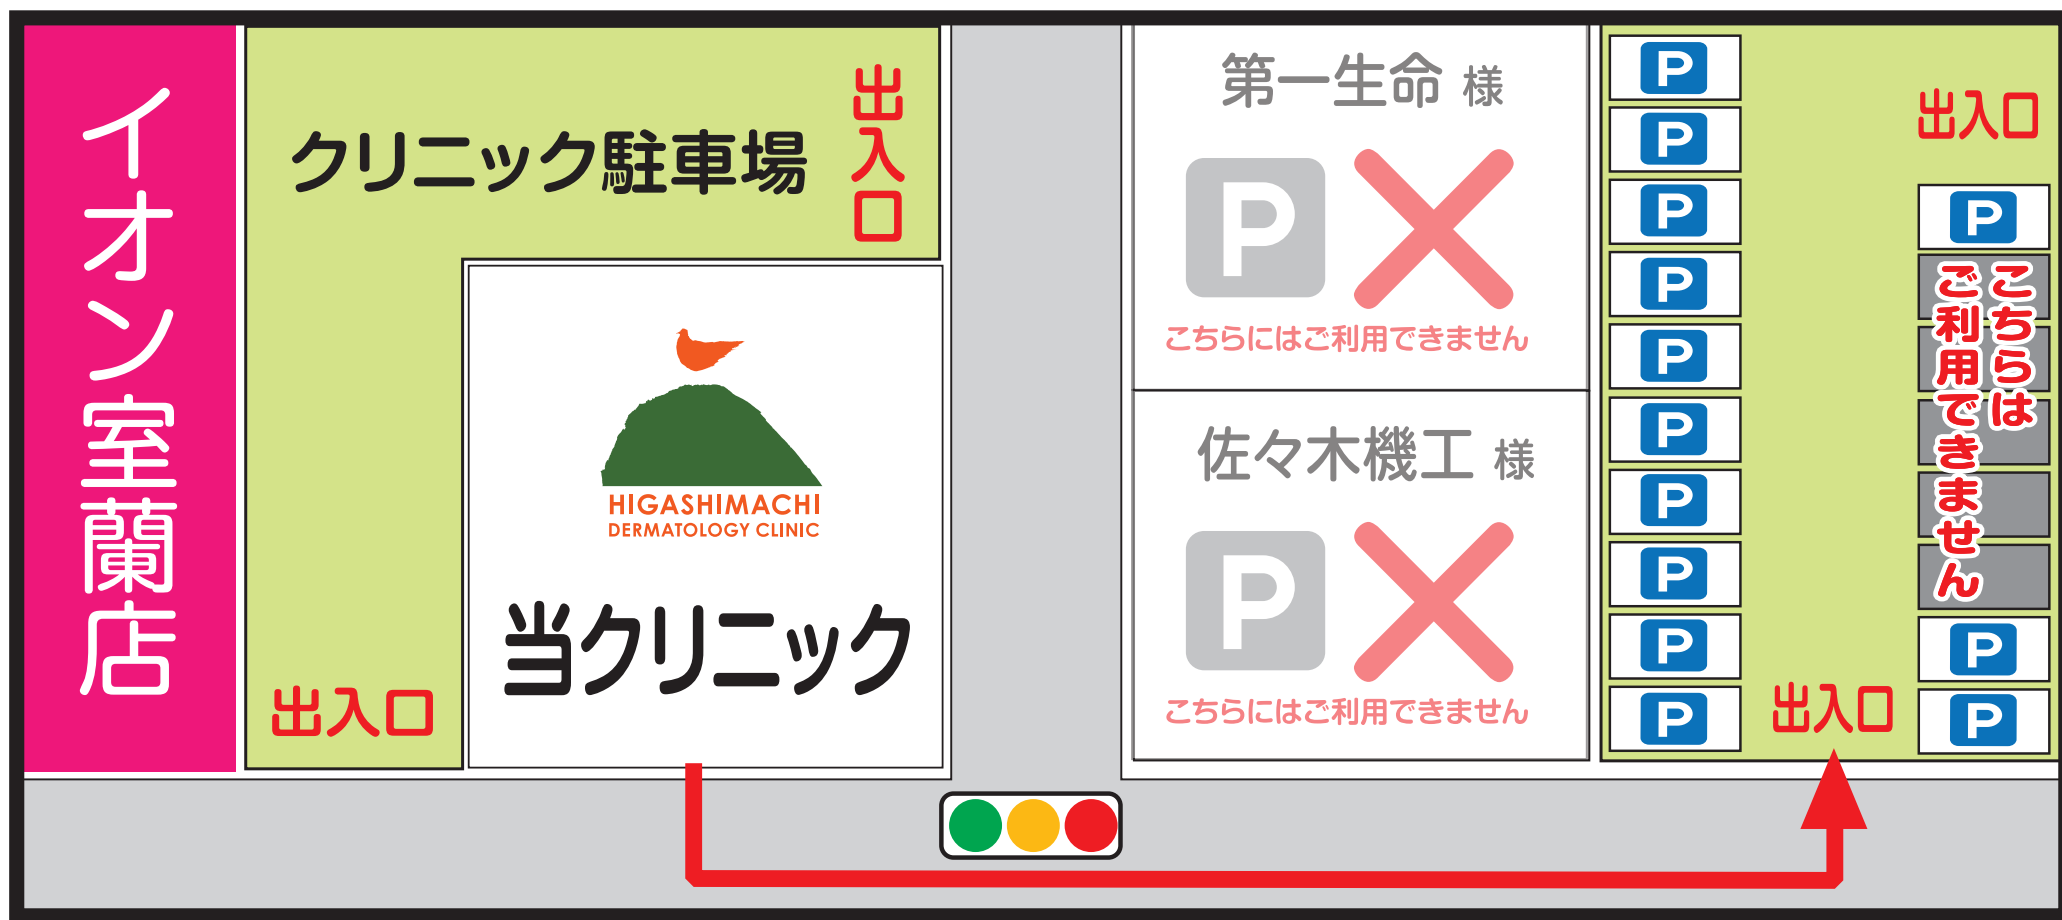 イオン室蘭店
クリニック駐車場
出入口
出入口
HIGASHIMACHI
DERMATOLOGY CLINIC
当クリニック
第一生命 様
P
こちらにはご利用できません
佐々木機工 様
P
こちらにはご利用できません
P
P
P
P
P
P
P
P
P
P
出入口
P
こちらは
ご利用できません
P
P
出入口